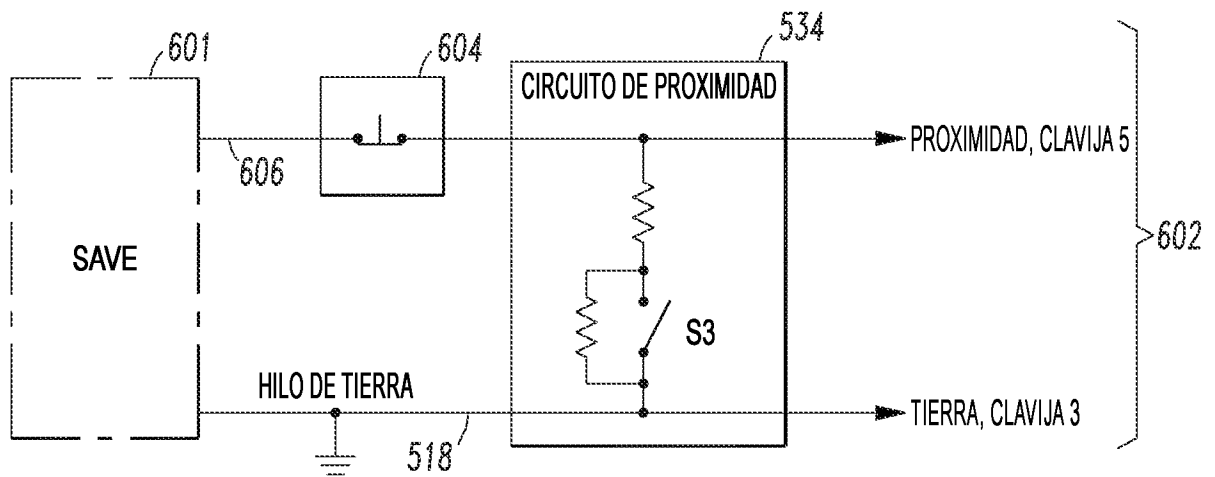 534
601
604
CIRCUITO DE PROXIMIDAD
PROXIMIDAD, CLAVIJA 5
606
602
SAVE
S3
HILO DE TIERRA
TIERRA, CLAVIJA 3
518